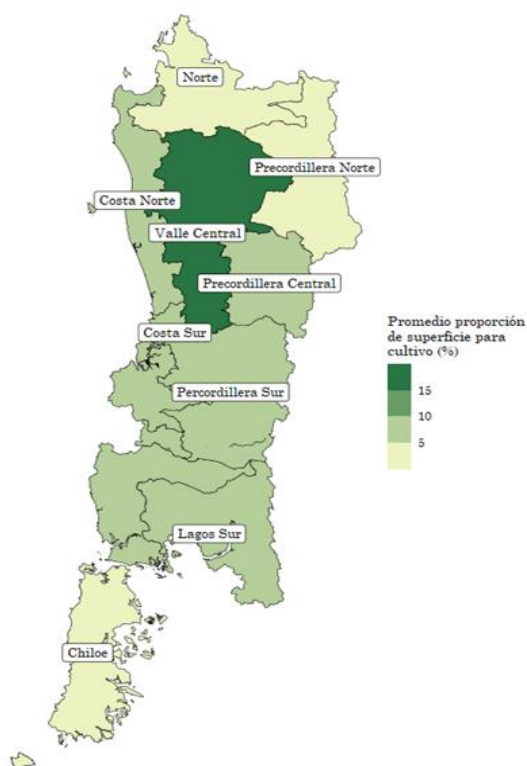 Norte
Precordillera Norte
Costa Norte
Valle Central
Precordillera Central
Costa Sur
Promedio proporción
de superficie para
cultivo (%)
15
10
5
Percordillera Sur
Lagos Sur
Chiloe